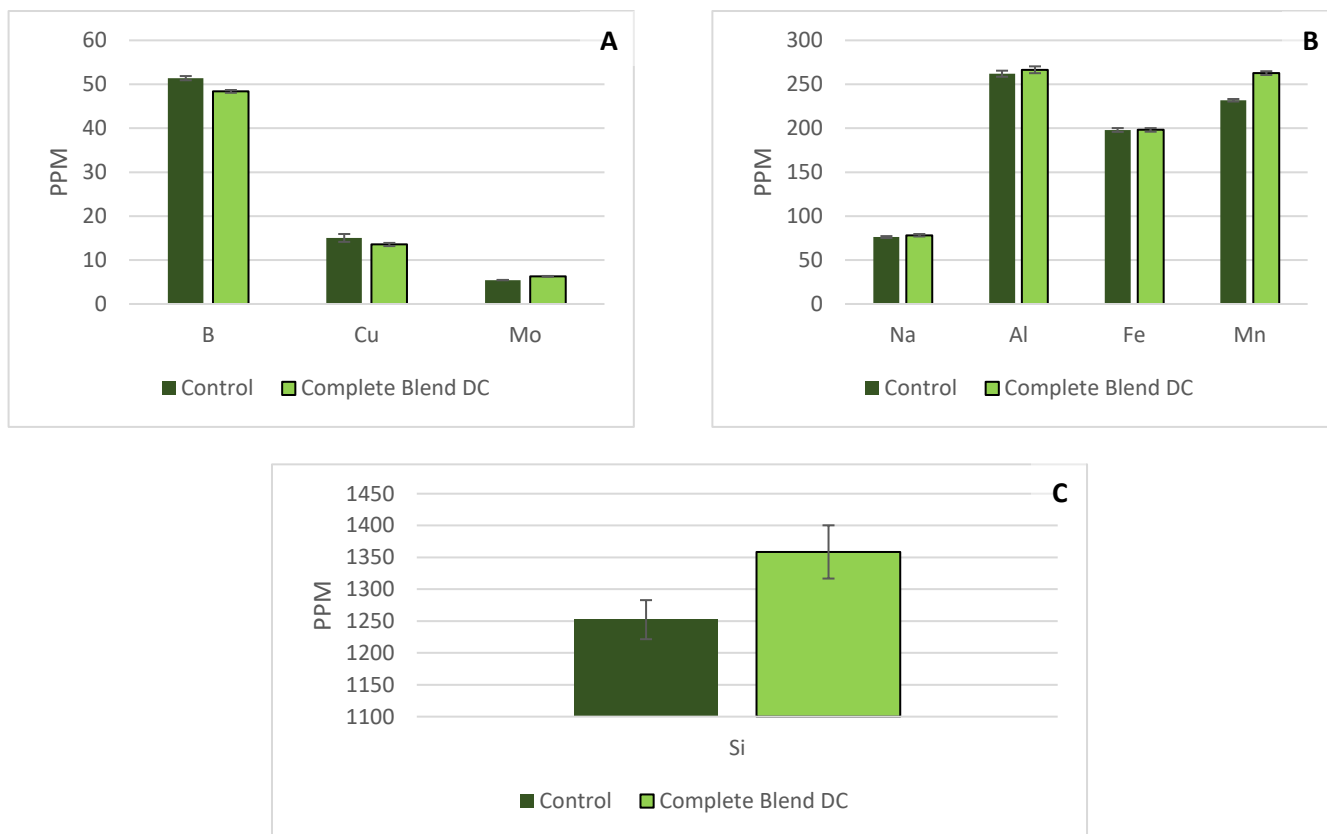 A
60
50
40
30
20
10
0
PPM
B Cu Mo
Control Complete Blend DC
B
300
250
200
150
100
50
0
PPM
Na Al Fe Mn
Control Complete Blend DC
C
1450
1400
1350
1300
1250
1200
1150
1100
PPM
Si
Control Complete Blend DC